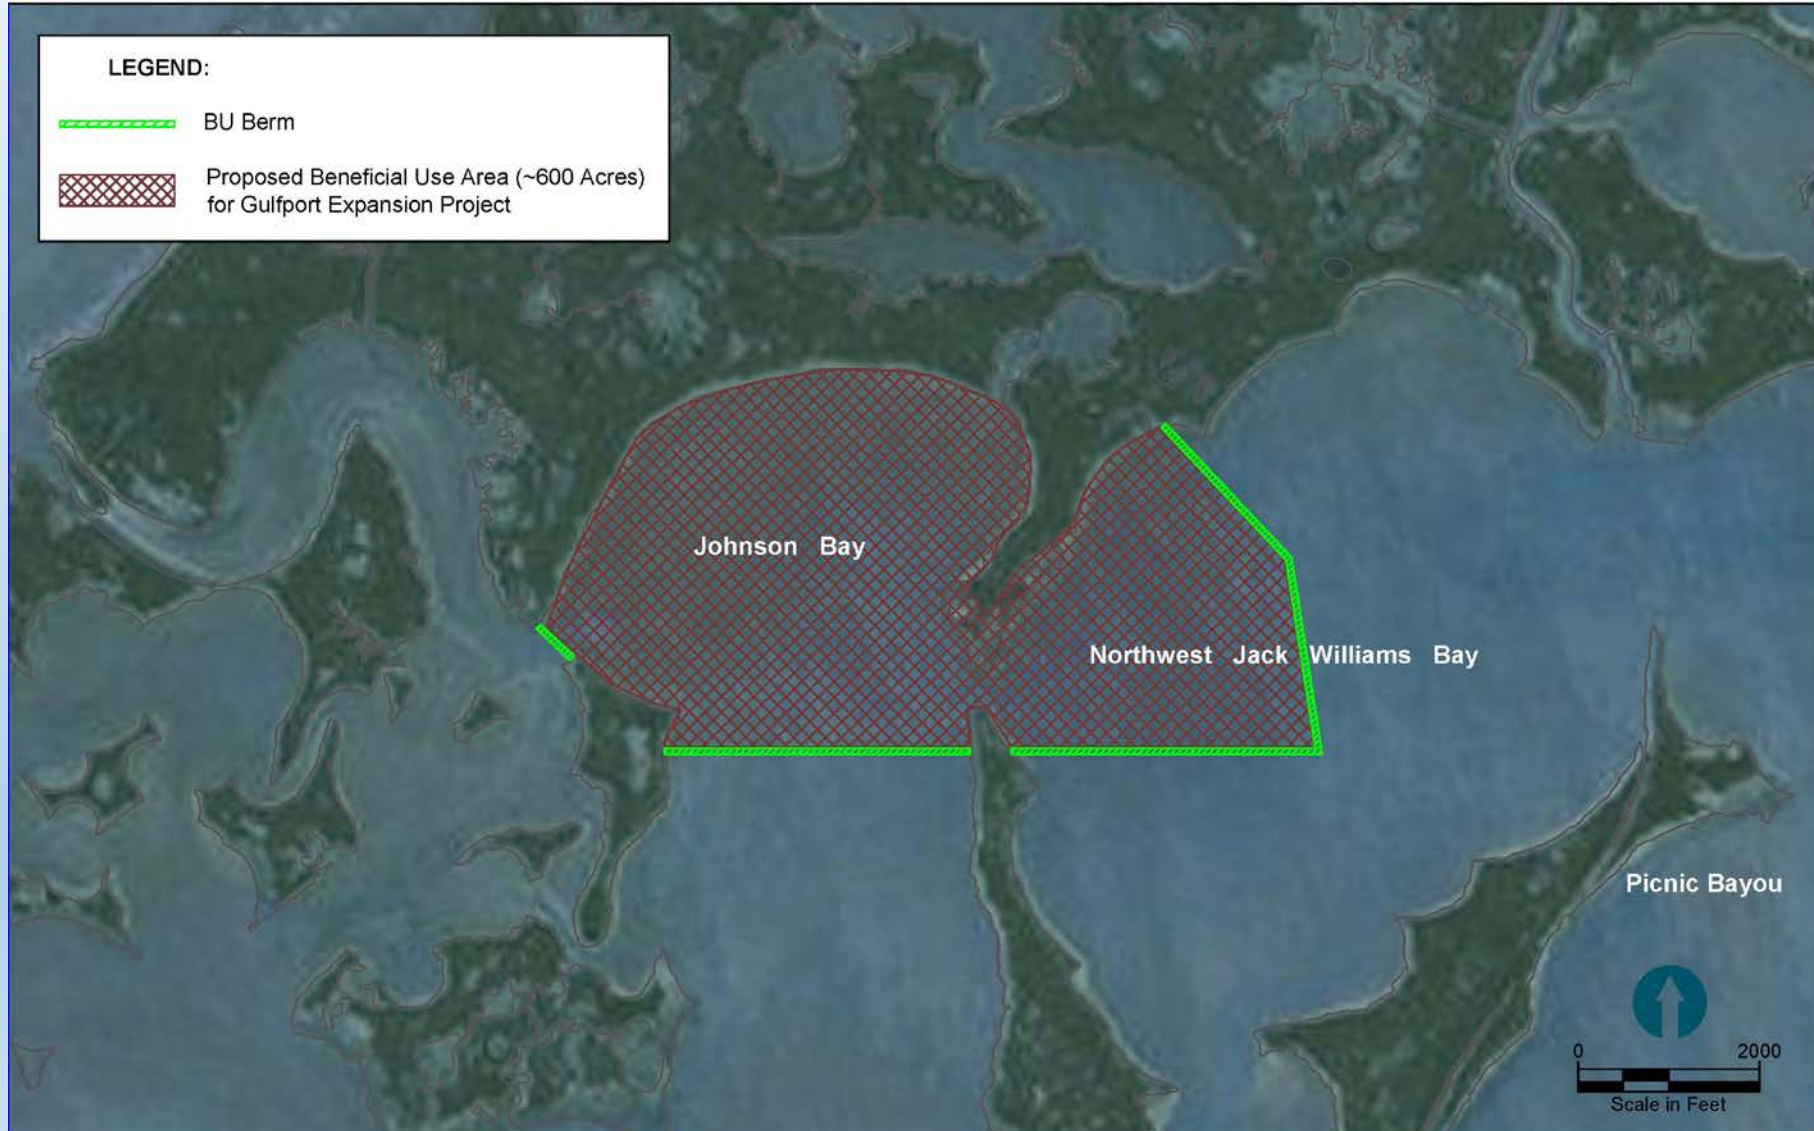 LEGEND:
BU Berm
Proposed Beneficial Use Area (~600 Acres)
for Gulfport Expansion Project
Johnson Bay
Northwest Jack Williams Bay
Picnic Bayou
0 2000
Scale in Feet